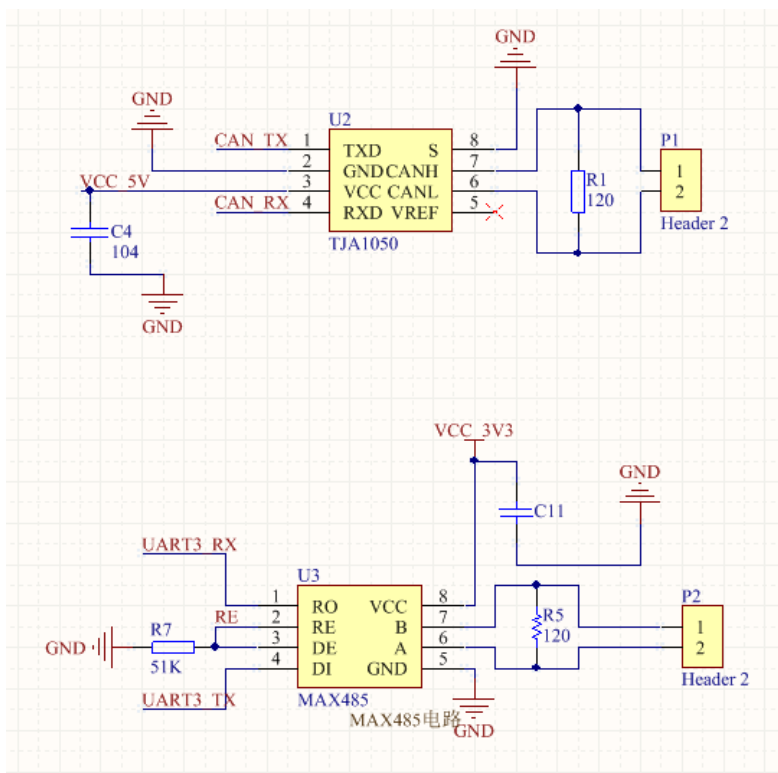 GND
GND
U2
P1
CAN_TX 1 TXD S 8
2 GND CANH 7
VCC_5V 3 VCC CANL 6
CAN_RX 4 RXD VREF 5
R1
120
1
2
Header 2
C4
104
TJA1050
GND
VCC_3V3
GND
C11
UART3_RX
U3
P2
1 RO VCC 8
RE 2 RE B 7
GND R7 3 DE A 6
51K 4 DI GND 5
R5
120
1
2
Header 2
UART3_TX
MAX485
MAX485电路
GND